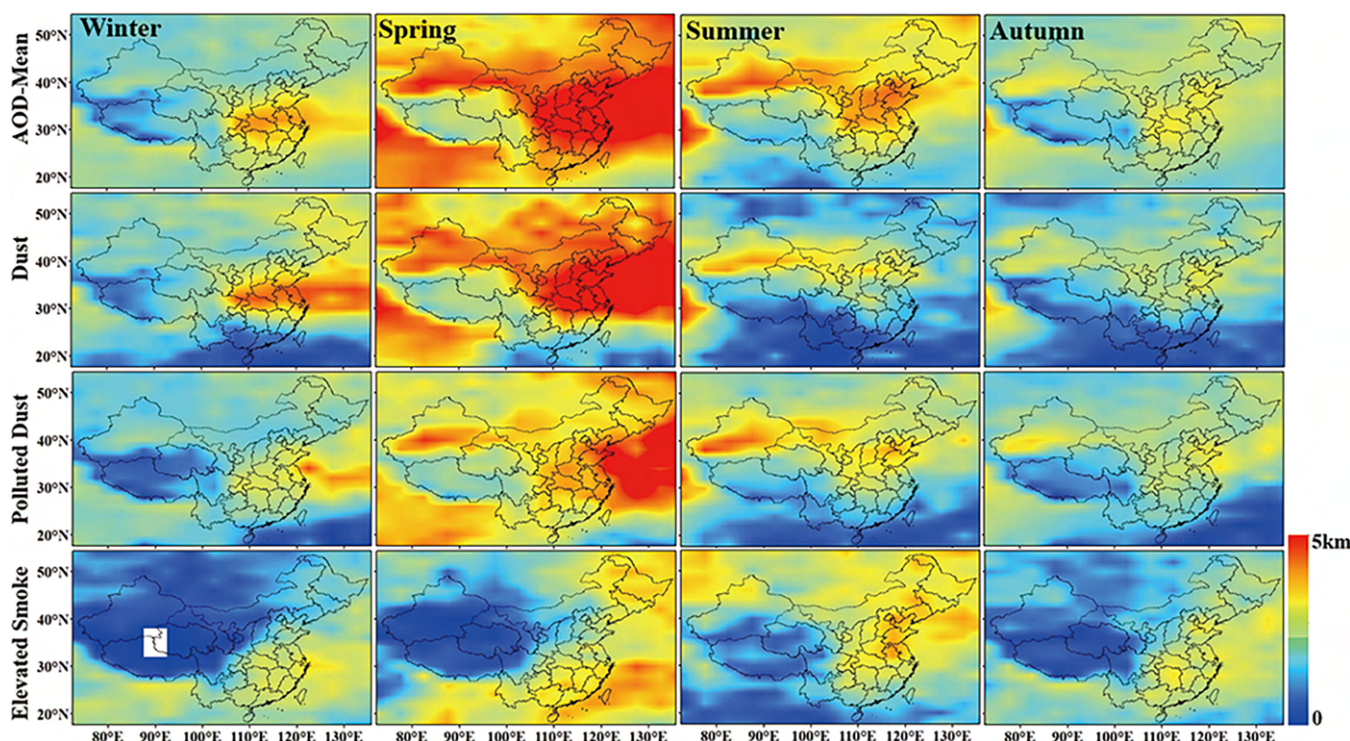 Winter Spring Summer Autumn
AOD-Mean
50°N
40°N
30°N
20°N
Dust
50°N
40°N
30°N
20°N
Polluted Dust
50°N
40°N
30°N
20°N
Elevated Smoke
50°N
40°N
30°N
20°N
5km
0
80°E 90°E 100°E 110°E 120°E 130°E 80°E 90°E 100°E 110°E 120°E 130°E 80°E 90°E 100°E 110°E 120°E 130°E 80°E 90°E 100°E 110°E 120°E 130°E